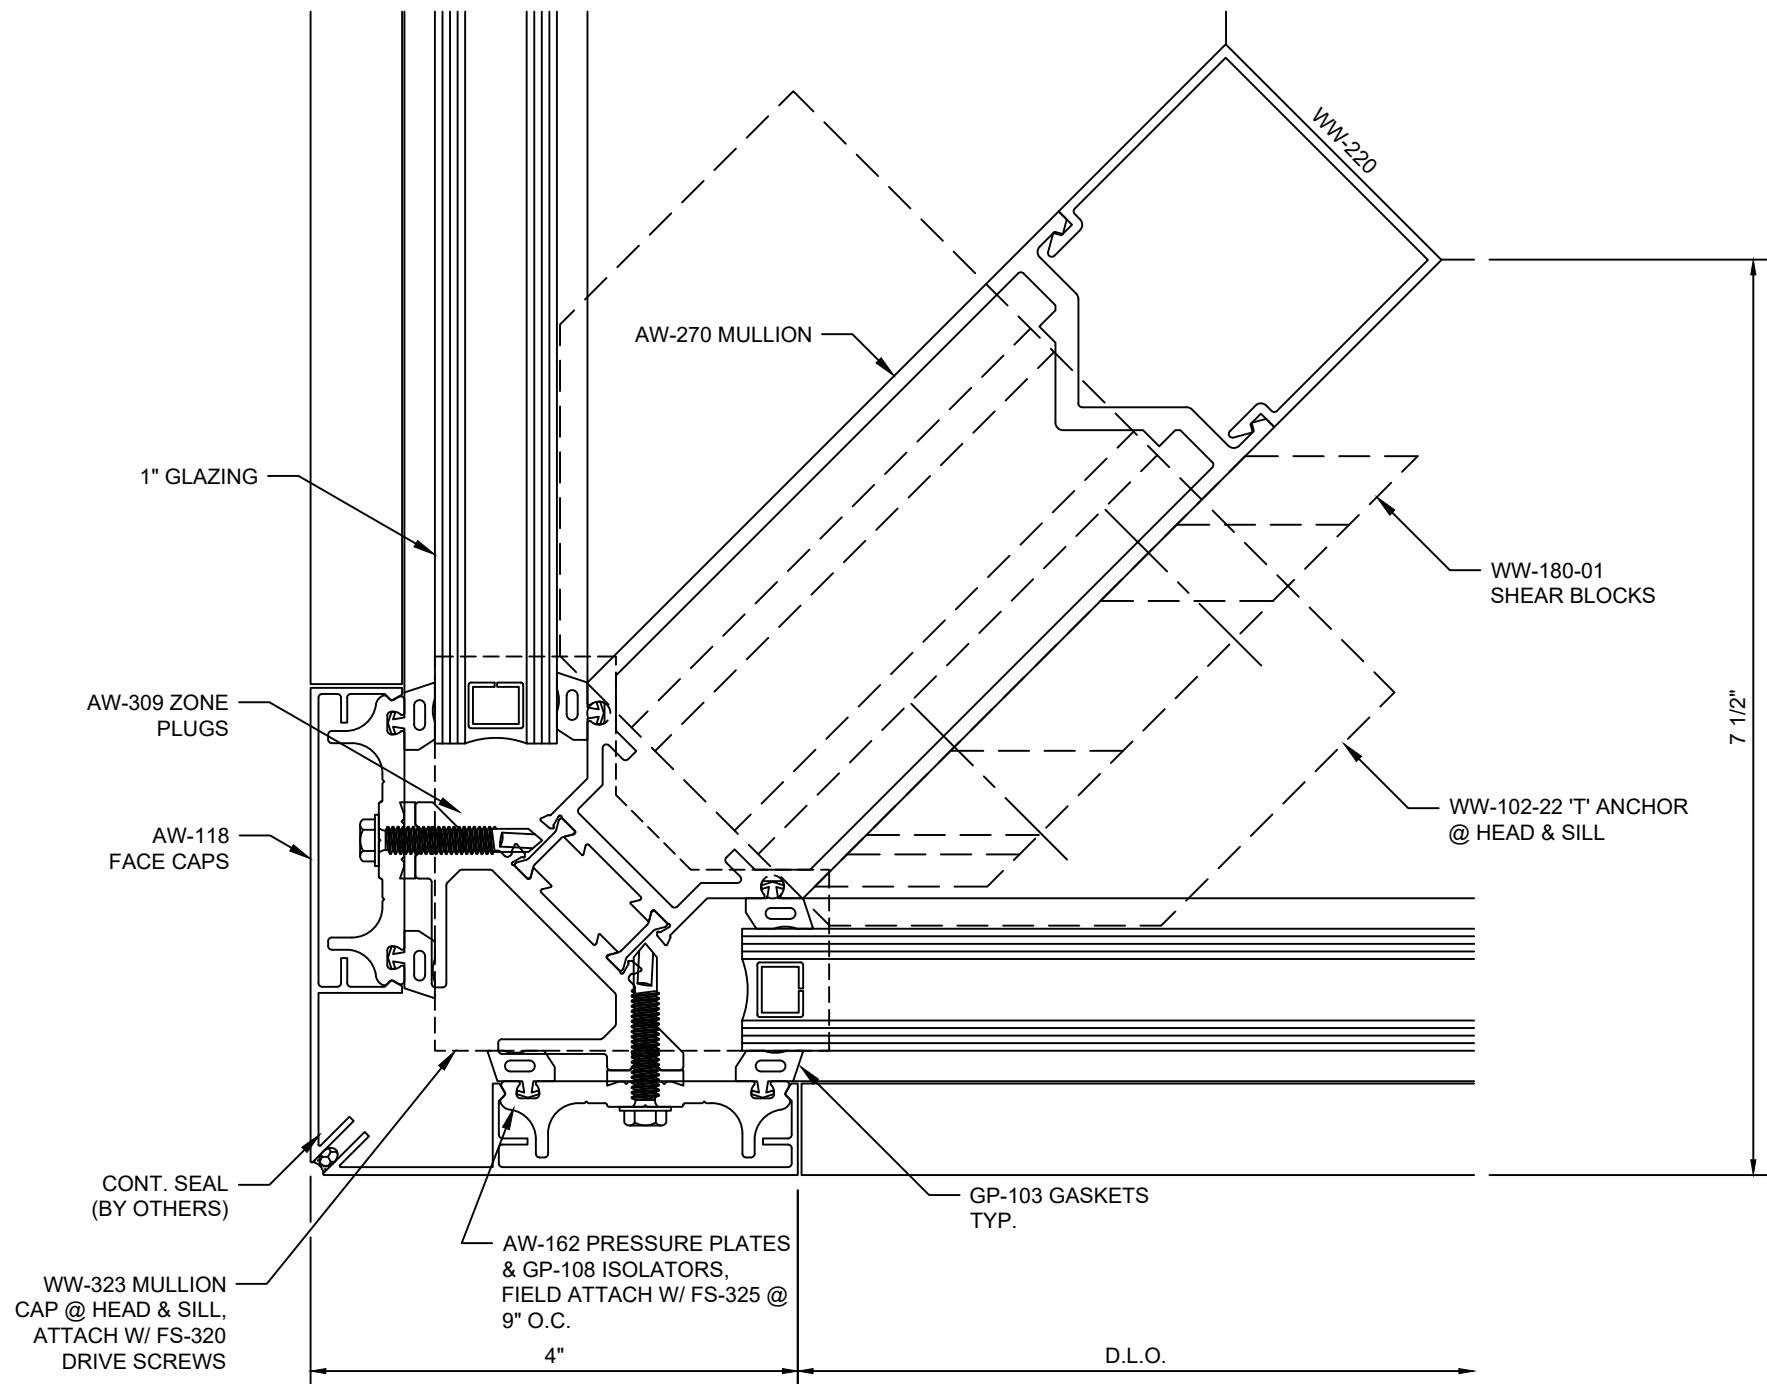 WW-220
AW-270 MULLION
1" GLAZING
WW-180-01
SHEAR BLOCKS
AW-309 ZONE
PLUGS
7 1/2"
WW-102-22 'T' ANCHOR
@ HEAD & SILL
AW-118
FACE CAPS
CONT. SEAL
(BY OTHERS)
GP-103 GASKETS
TYP.
AW-162 PRESSURE PLATES
& GP-108 ISOLATORS,
FIELD ATTACH W/ FS-325 @
9" O.C.
WW-323 MULLION
CAP @ HEAD & SILL,
ATTACH W/ FS-320
DRIVE SCREWS
4"
D.L.O.